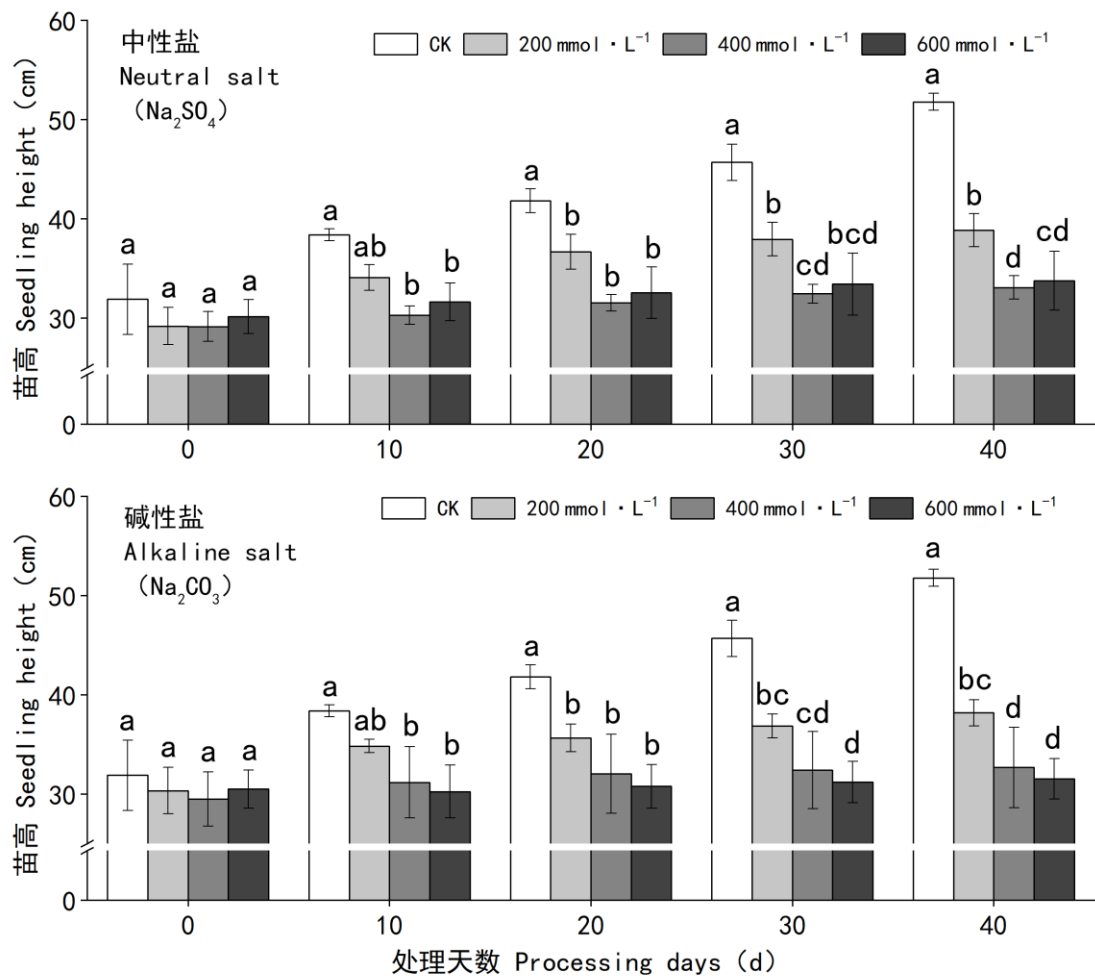 苗高 Seedling height (cm)
60
50
40
30
0
中性盐
Neutral salt
（Na₂SO₄）
CK 200 mmol · L⁻¹ 400 mmol · L⁻¹ 600 mmol · L⁻¹
a a a a
a ab b b
a b b b
a b cd bcd
a b d cd
0 10 20 30 40
苗高 Seedling height (cm)
60
50
40
30
0
碱性盐
Alkaline salt
（Na₂CO₃）
CK 200 mmol · L⁻¹ 400 mmol · L⁻¹ 600 mmol · L⁻¹
a a a a
a ab b b
a b b b
a bc cd d
a bc d d
0 10 20 30 40
处理天数 Processing days（d）